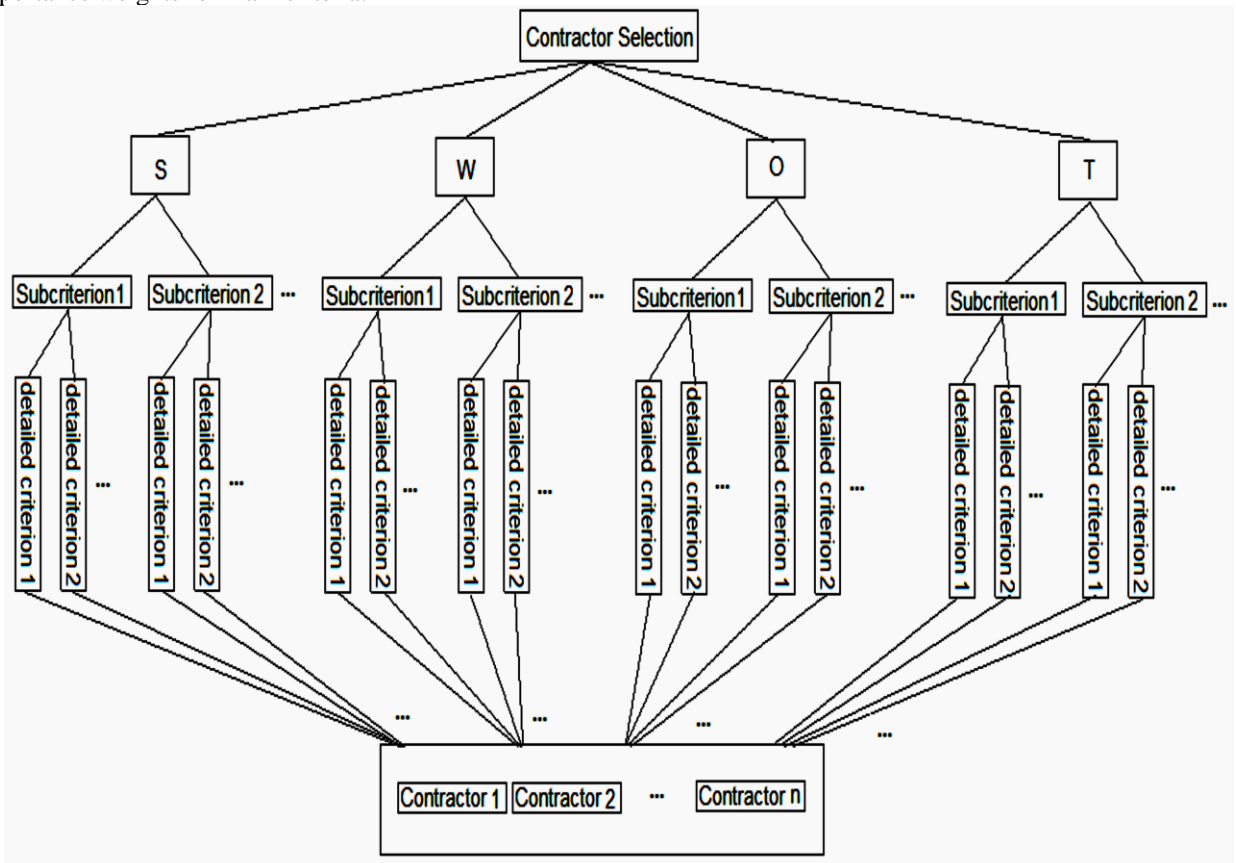 Contractor Selection
S W O T
Subcriterion 1 Subcriterion 2 ... Subcriterion 1 Subcriterion 2 ... Subcriterion 1 Subcriterion 2 ... Subcriterion 1 Subcriterion 2 ...
detailed criterion 1
detailed criterion 2
...
detailed criterion 1
detailed criterion 2
...
detailed criterion 1
detailed criterion 2
...
detailed criterion 1
detailed criterion 2
...
detailed criterion 1
detailed criterion 2
...
detailed criterion 1
detailed criterion 2
...
detailed criterion 1
detailed criterion 2
...
detailed criterion 1
detailed criterion 2
...
... ... ... ...
Contractor 1 Contractor 2 ... Contractor n